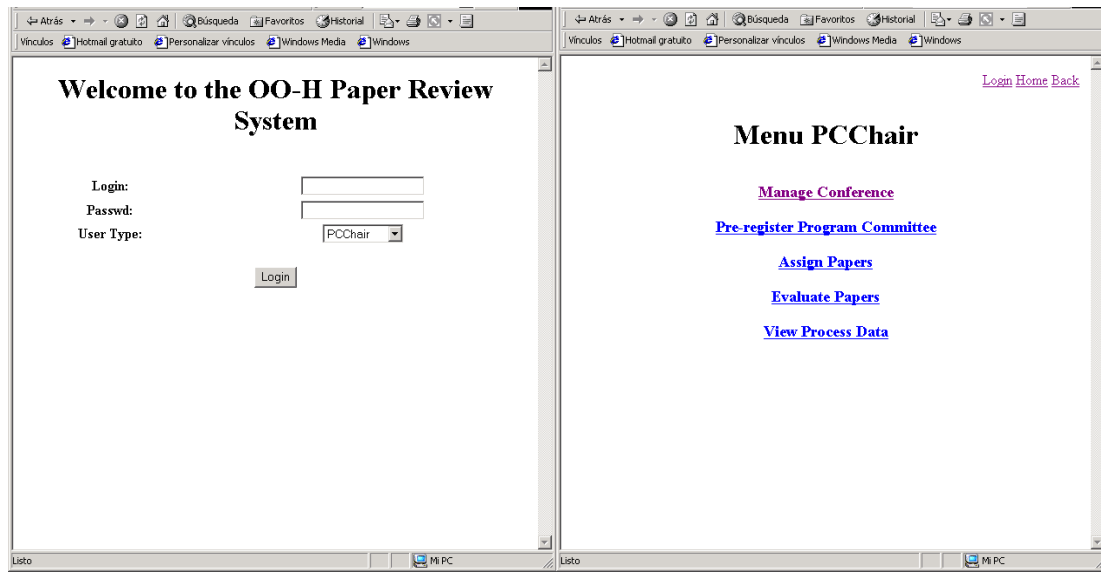 Atrás Búsqueda Favoritos Historial
Vínculos Hotmail gratuito Personalizar vínculos Windows Media Windows
Welcome to the OO-H Paper Review
System
Login:
Passwd:
User Type: PCChair
Login
Listo Mi PC
Atrás Búsqueda Favoritos Historial
Vínculos Hotmail gratuito Personalizar vínculos Windows Media Windows
Login Home Back
Menu PCChair
Manage Conference
Pre-register Program Committee
Assign Papers
Evaluate Papers
View Process Data
Listo Mi PC